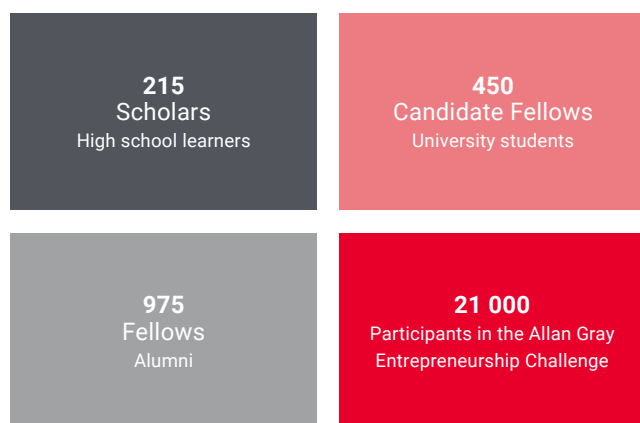 215
Scholars
High school learners
450
Candidate Fellows
University students
975
Fellows
Alumni
21 000
Participants in the Allan Gray
Entrepreneurship Challenge